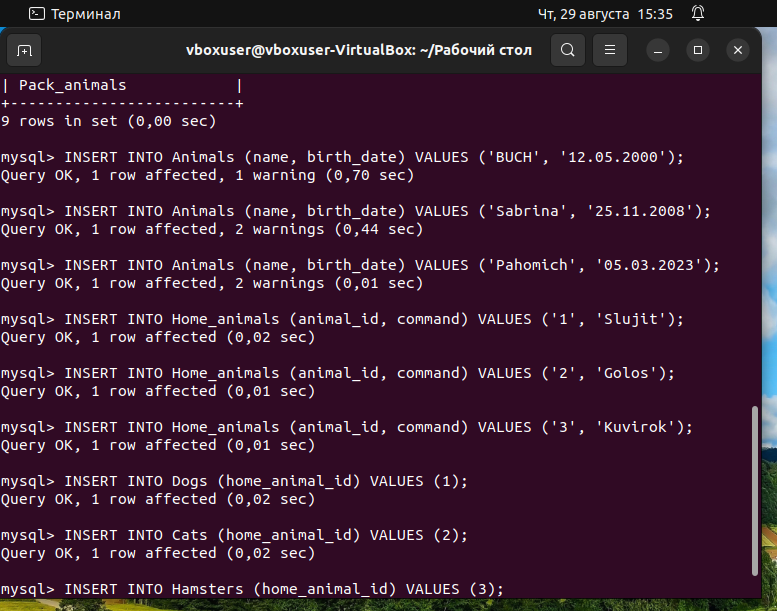 Терминал
Чт, 29 августа 15:35
vboxuser@vboxuser-VirtualBox: ~/Рабочий стол
| Pack_animals            |
+-------------------------+
9 rows in set (0,00 sec)
mysql> INSERT INTO Animals (name, birth_date) VALUES ('BUCH', '12.05.2000');
Query OK, 1 row affected, 1 warning (0,70 sec)
mysql> INSERT INTO Animals (name, birth_date) VALUES ('Sabrina', '25.11.2008');
Query OK, 1 row affected, 2 warnings (0,44 sec)
mysql> INSERT INTO Animals (name, birth_date) VALUES ('Pahomich', '05.03.2023');
Query OK, 1 row affected, 2 warnings (0,01 sec)
mysql> INSERT INTO Home_animals (animal_id, command) VALUES ('1', 'Slujit');
Query OK, 1 row affected (0,02 sec)
mysql> INSERT INTO Home_animals (animal_id, command) VALUES ('2', 'Golos');
Query OK, 1 row affected (0,01 sec)
mysql> INSERT INTO Home_animals (animal_id, command) VALUES ('3', 'Kuvirok');
Query OK, 1 row affected (0,01 sec)
mysql> INSERT INTO Dogs (home_animal_id) VALUES (1);
Query OK, 1 row affected (0,02 sec)
mysql> INSERT INTO Cats (home_animal_id) VALUES (2);
Query OK, 1 row affected (0,02 sec)
mysql> INSERT INTO Hamsters (home_animal_id) VALUES (3);